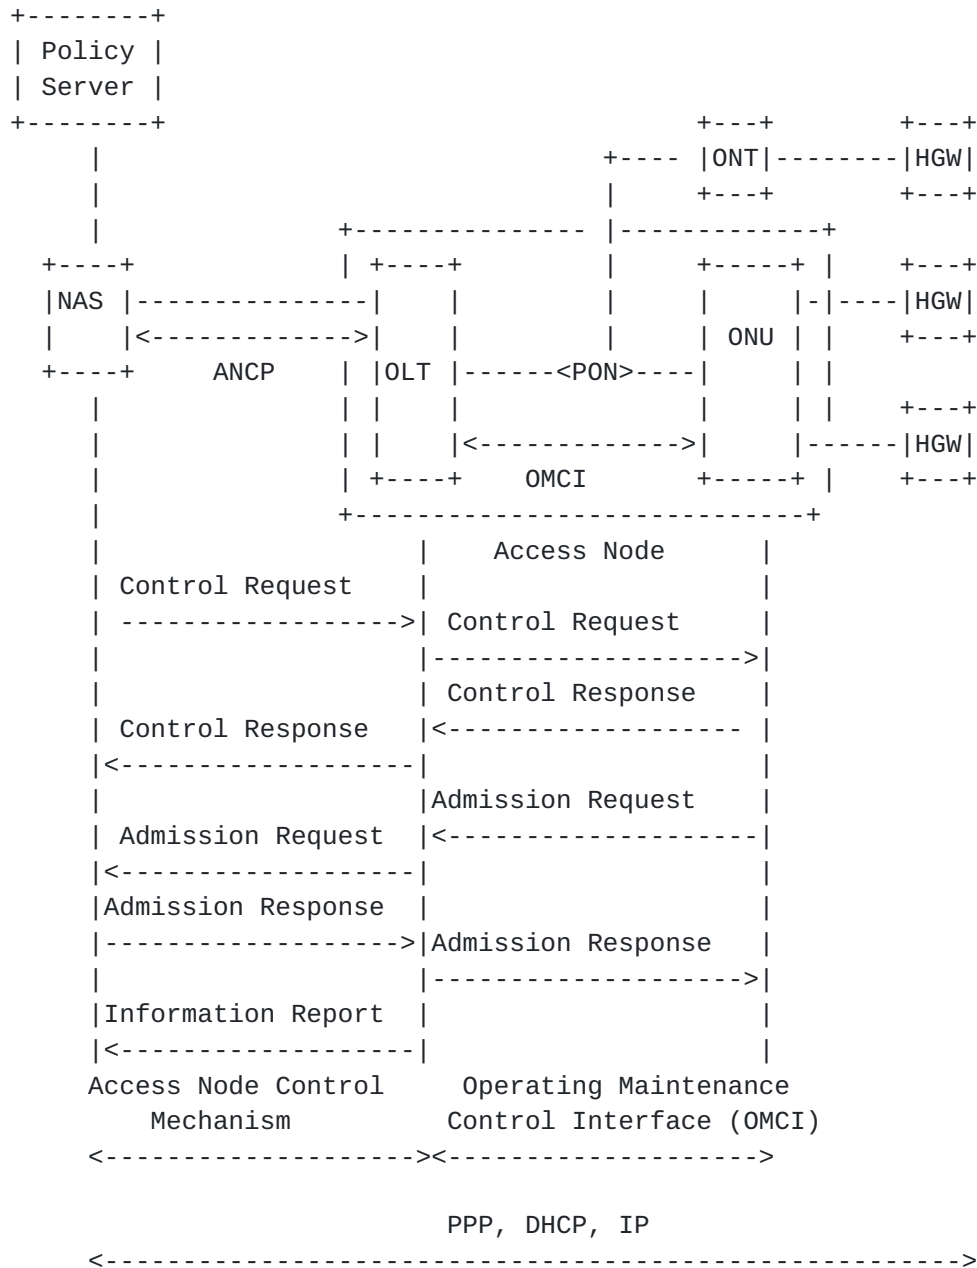 Policy
Server
ONT HGW
NAS HGW
ONU
ANCP OLT <PON>
HGW
OMCI
Access Node
Control Request
Control Request
Control Response
Control Response
Admission Request
Admission Request
Admission Response
Admission Response
Information Report
Access Node Control Operating Maintenance
Mechanism Control Interface (OMCI)
PPP, DHCP, IP